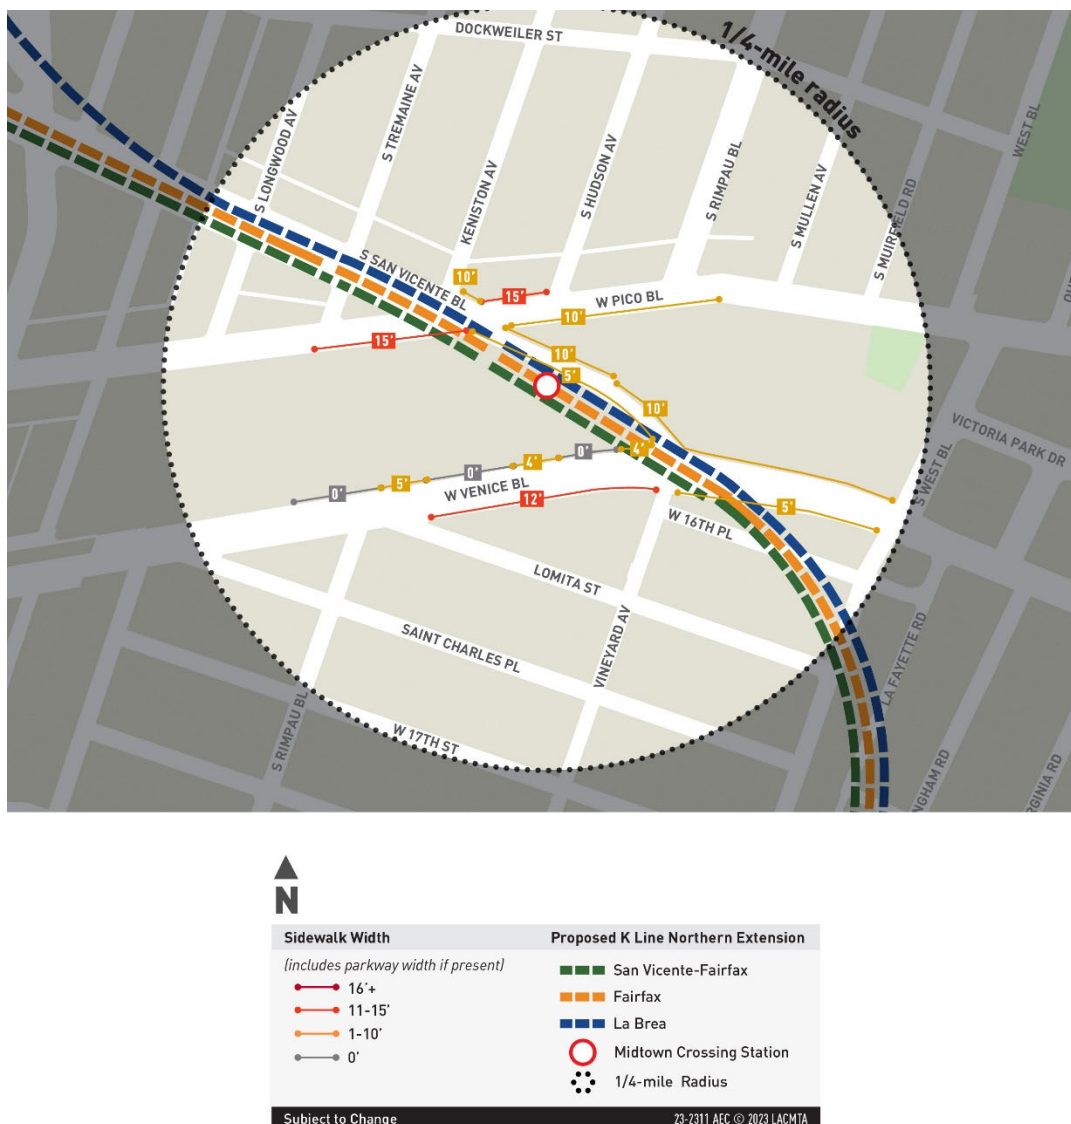 DOCKWEILER ST
1/4-mile radius
WEST BL
S LONGWOOD AV
S TREMAINE AV
KENISTON AV
S HUDSON AV
S RIMPAU BL
S MULLEN AV
S MUIRFIELD RD
S SAN VICENTE BL
10'
15'
W PICO BL
10'
15'
10'
5'
10'
VICTORIA PARK DR
S WEST BL
4'
0'
4'
0'
5'
0'
W VENICE BL
12'
5'
W 16TH PL
LOMITA ST
SAINT CHARLES PL
VINEYARD AV
LA FAYETTE RD
S RIMPAU BL
W 17TH ST
NGHAM RD
RGINIA RD
N
Sidewalk Width
(includes parkway width if present)
16'+
11-15'
1-10'
0'
Proposed K Line Northern Extension
San Vicente-Fairfax
Fairfax
La Brea
Midtown Crossing Station
1/4-mile Radius
Subject to Change
23-2311 AEC © 2023 LACMTA